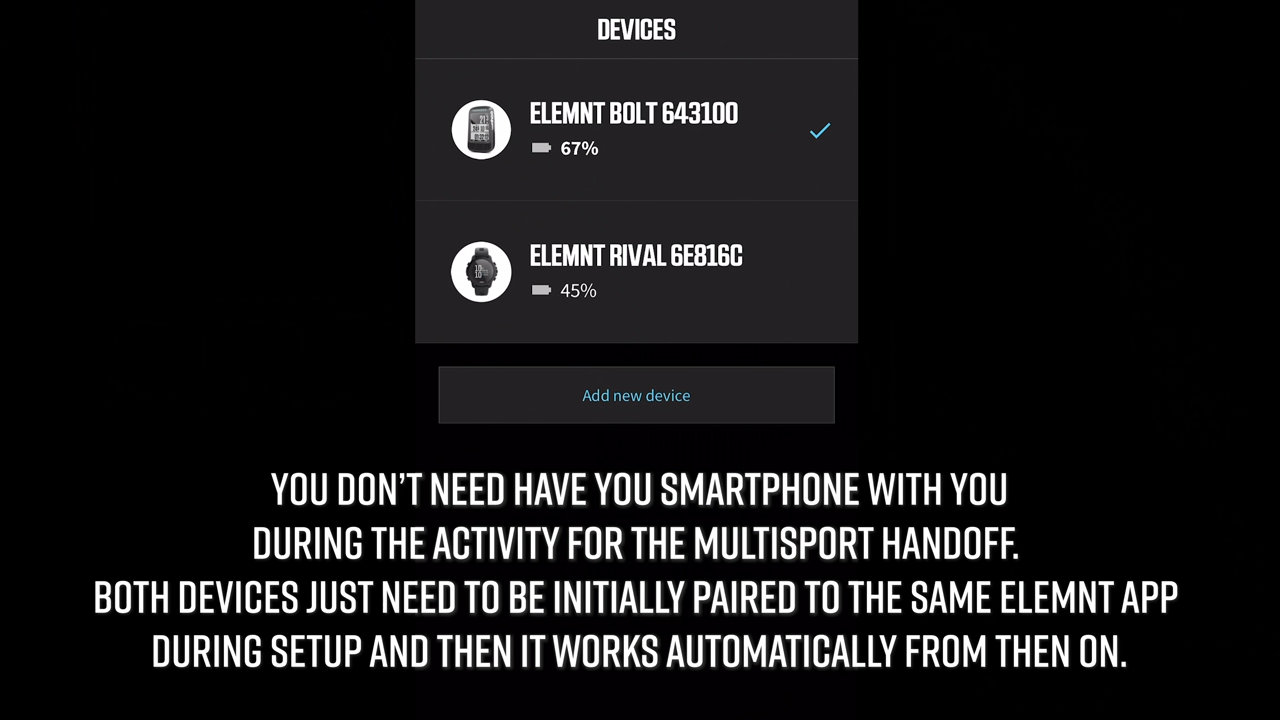 DEVICES
ELEMNT BOLT 643100
67%
ELEMNT RIVAL 6E816C
45%
Add new device
YOU DON'T NEED HAVE YOU SMARTPHONE WITH YOU
DURING THE ACTIVITY FOR THE MULTISPORT HANDOFF.
BOTH DEVICES JUST NEED TO BE INITIALLY PAIRED TO THE SAME ELEMNT APP
DURING SETUP AND THEN IT WORKS AUTOMATICALLY FROM THEN ON.